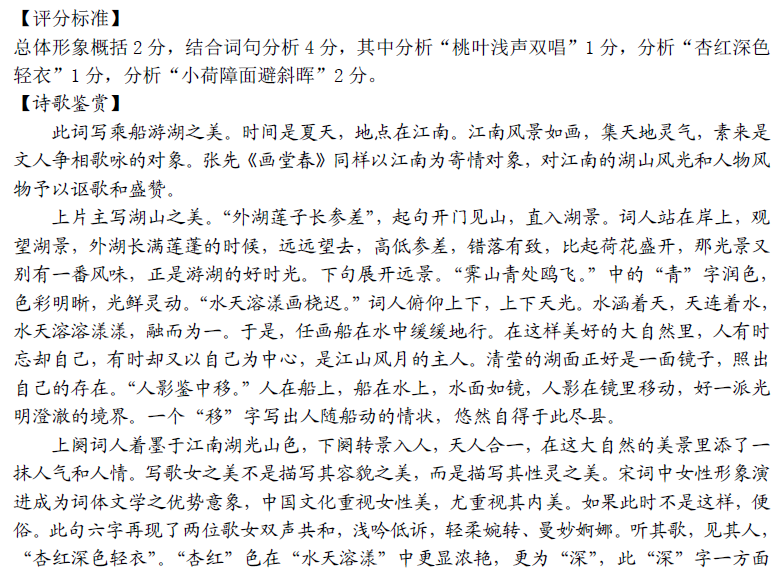 【评分标准】
总体形象概括 2 分，结合词句分析 4 分，其中分析“桃叶浅声双唱”1 分，分析“杏红深色
轻衣”1 分，分析“小荷障面避斜晖”2 分。
【诗歌鉴赏】
此词写乘船游湖之美。时间是夏天，地点在江南。江南风景如画，集天地灵气，素来是
文人争相歌咏的对象。张先《画堂春》同样以江南为寄情对象，对江南的湖山风光和人物风
物予以讴歌和盛赞。
上片主写湖山之美。“外湖莲子长参差”，起句开门见山，直入湖景。词人站在岸上，观
望湖景，外湖长满莲蓬的时候，远远望去，高低参差，错落有致，比起荷花盛开，那光景又
别有一番风味，正是游湖的好时光。下句展开远景。“霁山青处鸥飞。”中的“青”字润色，
色彩明晰，光鲜灵动。“水天溶漾画桡迟。”词人俯仰上下，上下天光。水涵着天，天连着水，
水天溶溶漾漾，融而为一。于是，任画船在水中缓缓地行。在这样美好的大自然里，人有时
忘却自己，有时却又以自己为中心，是江山风月的主人。清莹的湖面正好是一面镜子，照出
自己的存在。“人影鉴中移。”人在船上，船在水上，水面如镜，人影在镜里移动，好一派光
明澄澈的境界。一个“移”字写出人随船动的情状，悠然自得于此尽县。
上阕词人着墨于江南湖光山色，下阕转景入人，天人合一，在这大自然的美景里添了一
抹人气和人情。写歌女之美不是描写其容貌之美，而是描写其性灵之美。宋词中女性形象演
进成为词体文学之优势意象，中国文化重视女性美，尤重视其内美。如果此时不是这样，便
俗。此句六字再现了两位歌女双声共和，浅吟低诉，轻柔婉转、曼妙婀娜。听其歌，见其人，
“杏红深色轻衣”。“杏红”色在“水天溶漾”中更显浓艳，更为“深”，此“深”字一方面